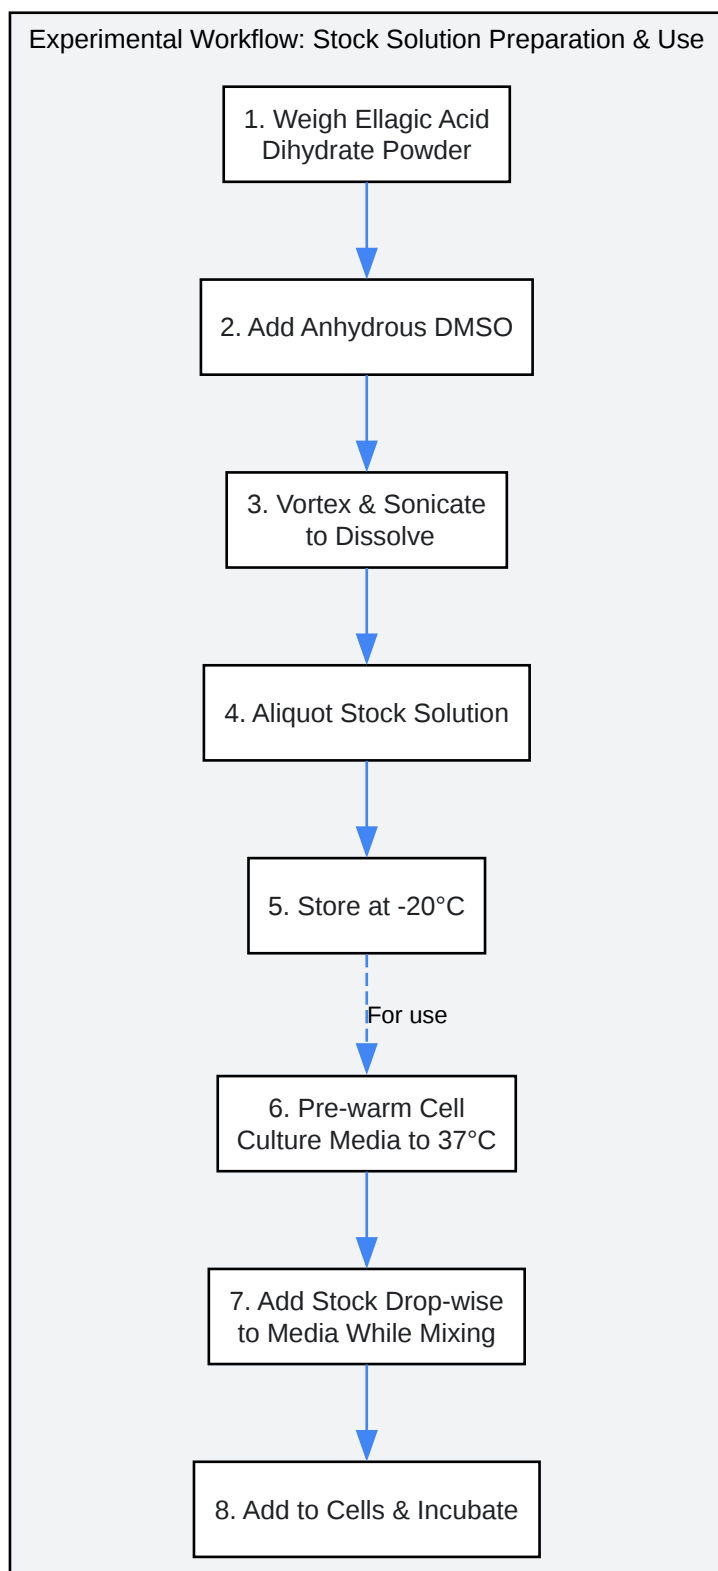 Experimental Workflow: Stock Solution Preparation & Use
1. Weigh Ellagic Acid
Dihydrate Powder
2. Add Anhydrous DMSO
3. Vortex & Sonicate
to Dissolve
4. Aliquot Stock Solution
5. Store at -20°C
For use
6. Pre-warm Cell
Culture Media to 37°C
7. Add Stock Drop-wise
to Media While Mixing
8. Add to Cells & Incubate